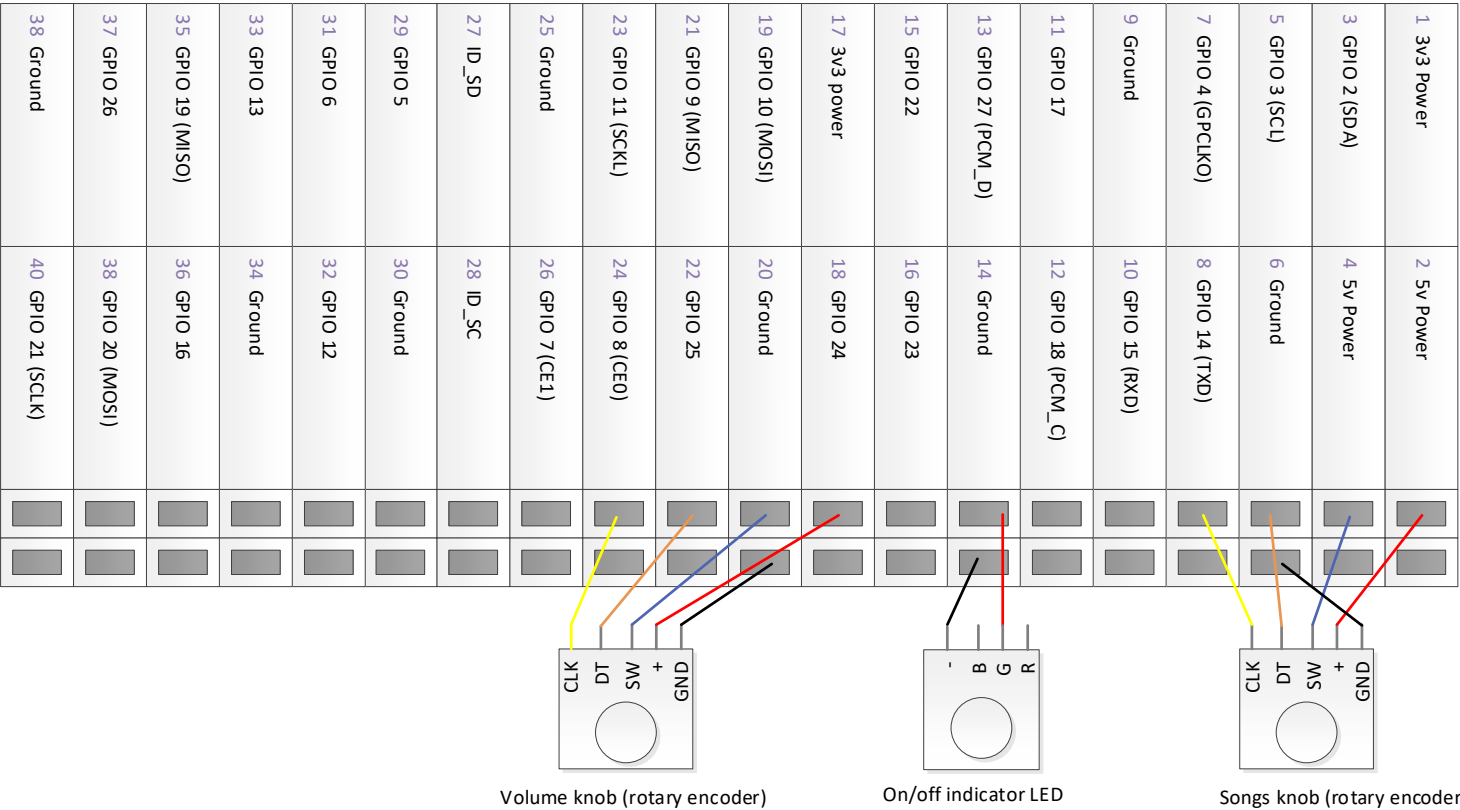 1 3v3 Power
2 5v Power
3 GPIO 2 (SDA)
4 5v Power
5 GPIO 3 (SCL)
6 Ground
7 GPIO 4 (GPCLKO)
8 GPIO 14 (TXD)
9 Ground
10 GPIO 15 (RXD)
11 GPIO 17
12 GPIO 18 (PCM_C)
13 GPIO 27 (PCM_D)
14 Ground
15 GPIO 22
16 GPIO 23
17 3v3 power
18 GPIO 24
19 GPIO 10 (MOSI)
20 Ground
21 GPIO 9 (MISO)
22 GPIO 25
23 GPIO 11 (SCKL)
24 GPIO 8 (CE0)
25 Ground
26 GPIO 7 (CE1)
27 ID_SD
28 ID_SC
29 GPIO 5
30 Ground
31 GPIO 6
32 GPIO 12
33 GPIO 13
34 Ground
35 GPIO 19 (MISO)
36 GPIO 16
37 GPIO 26
38 GPIO 20 (MOSI)
38 Ground
40 GPIO 21 (SCLK)
CLK
DT
SW
+
GND
Volume knob (rotary encoder)
-
B
G
R
On/off indicator LED
CLK
DT
SW
+
GND
Songs knob (rotary encoder